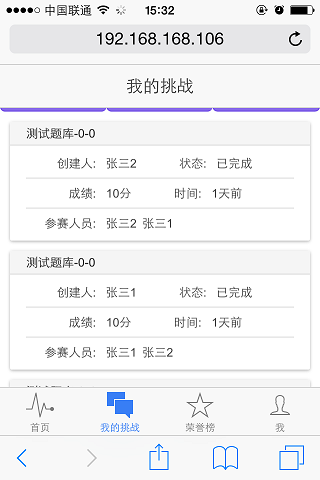 中国联通 15:32
192.168.168.106
我的挑战
测试题库-0-0
创建人: 张三2 状态: 已完成
成绩: 10分 时间: 1天前
参赛人员: 张三2 张三1
测试题库-0-0
创建人: 张三1 状态: 已完成
成绩: 10分 时间: 1天前
参赛人员: 张三1 张三2
首页 我的挑战 荣誉榜 我